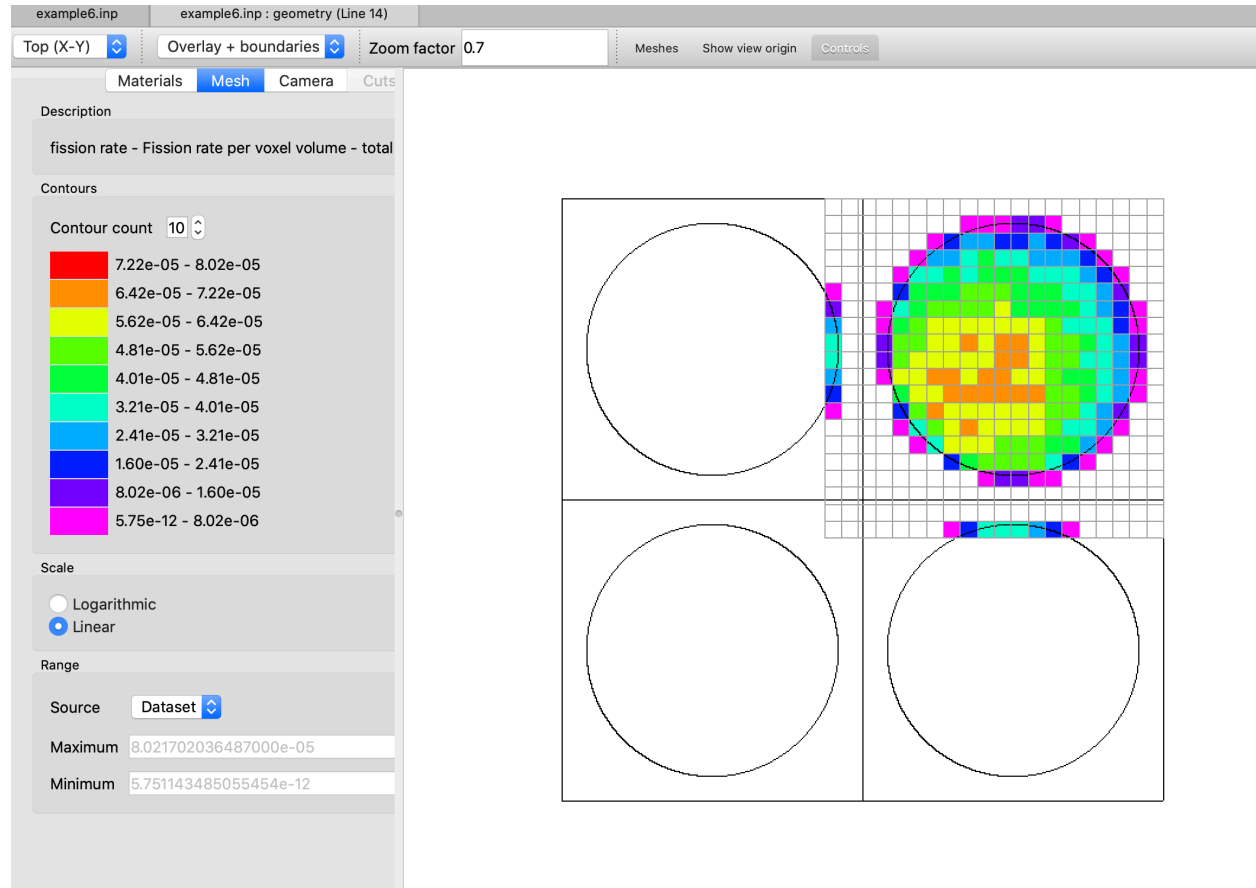 example6.inp
example6.inp : geometry (Line 14)
Top (X-Y)
Overlay + boundaries
Zoom factor 0.7
Meshes
Show view origin
Controls
Materials
Mesh
Camera
Cuts
Description
fission rate - Fission rate per voxel volume - total
Contours
Contour count 10
7.22e-05 - 8.02e-05
6.42e-05 - 7.22e-05
5.62e-05 - 6.42e-05
4.81e-05 - 5.62e-05
4.01e-05 - 4.81e-05
3.21e-05 - 4.01e-05
2.41e-05 - 3.21e-05
1.60e-05 - 2.41e-05
8.02e-06 - 1.60e-05
5.75e-12 - 8.02e-06
Scale
Logarithmic
Linear
Range
Source Dataset
Maximum 8.021702036487000e-05
Minimum 5.751143485055454e-12